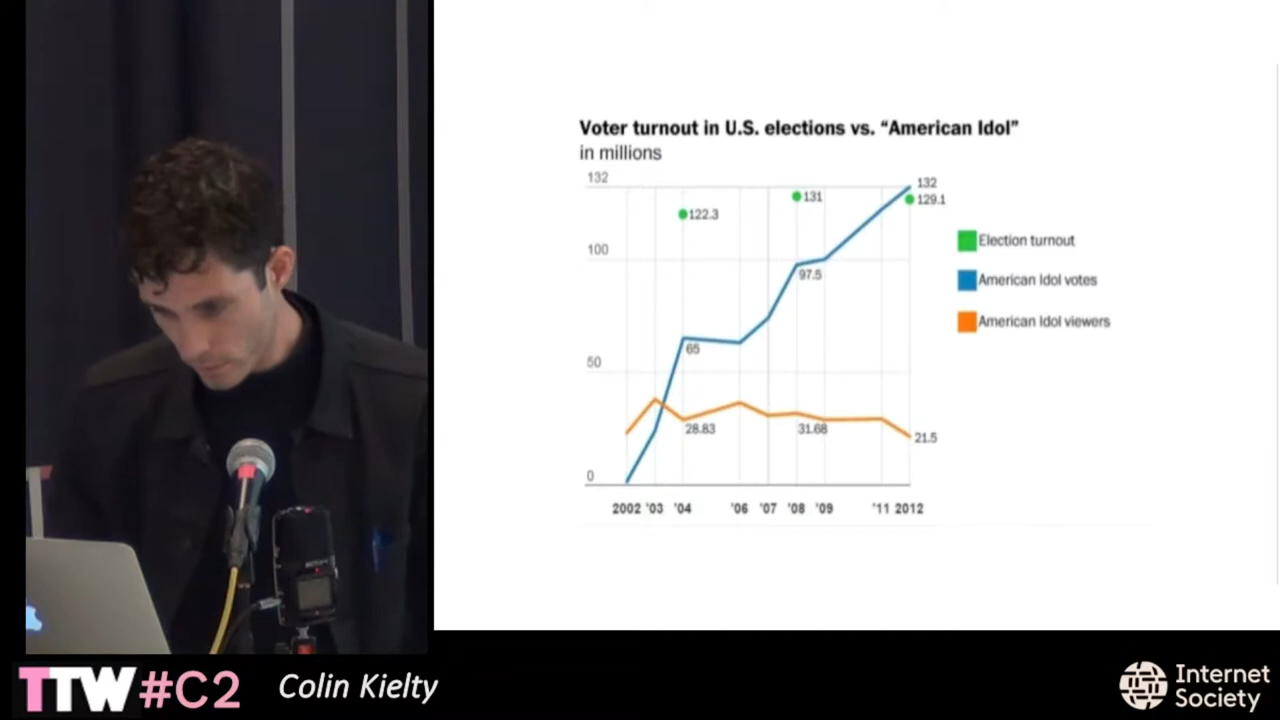 Voter turnout in U.S. elections vs. “American Idol”
in millions
132
132
131
129.1
122.3
100
97.5
65
50
28.83
31.68
21.5
0
2002 '03 '04 '06 '07 '08 '09 '11 2012
Election turnout
American Idol votes
American Idol viewers
TTW#C2
Colin Kielty
Internet
Society